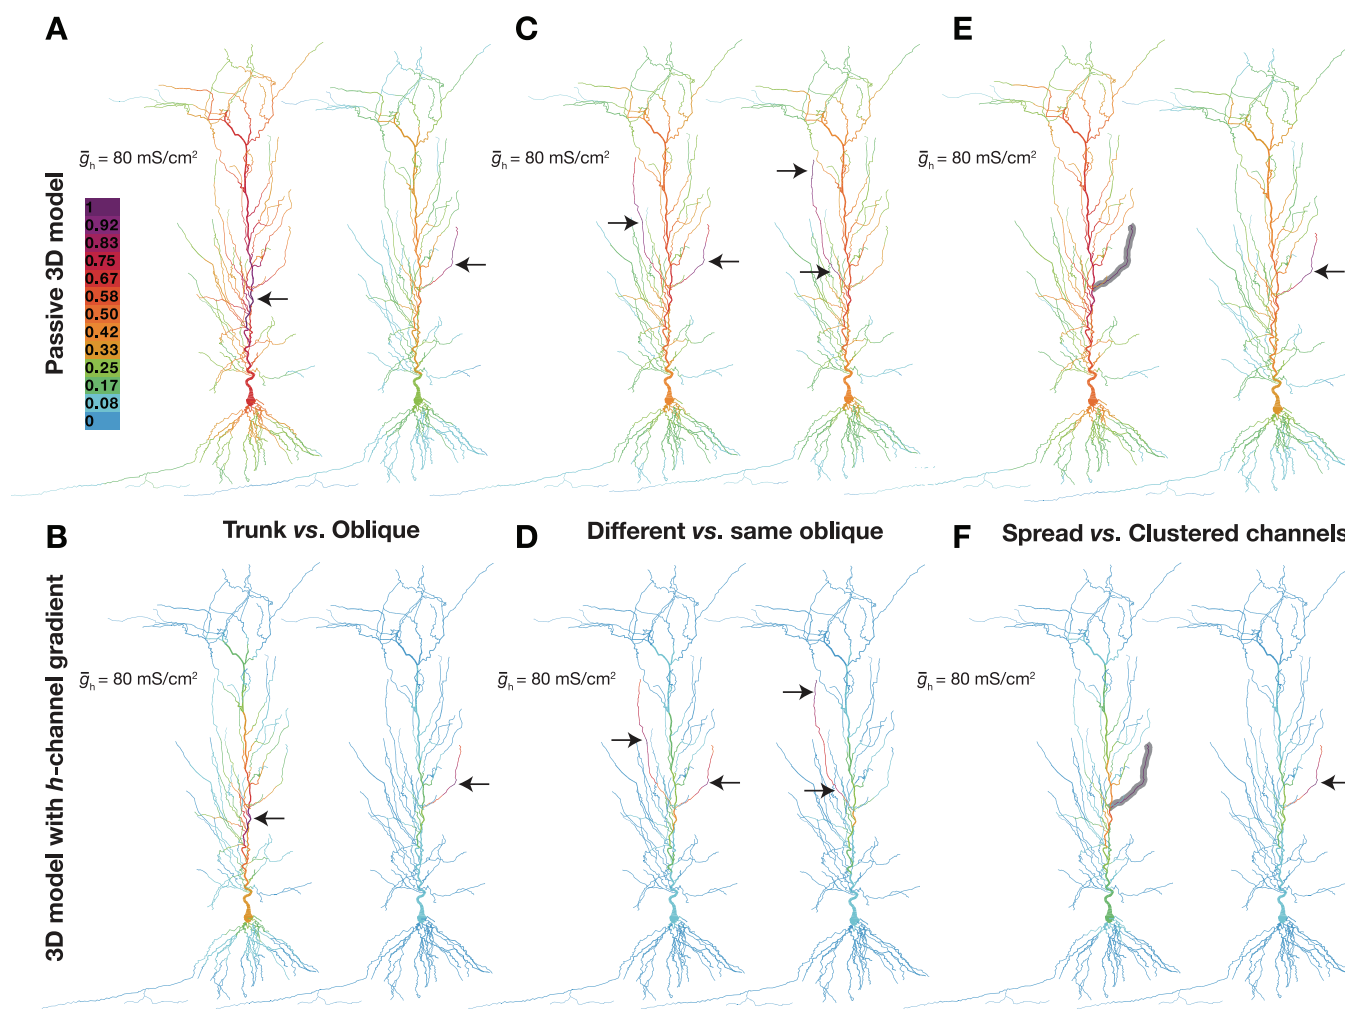 A
C
E
ḡh = 80 mS/cm²
ḡh = 80 mS/cm²
ḡh = 80 mS/cm²
Passive 3D model
1
0.92
0.83
0.75
0.67
0.58
0.50
0.42
0.33
0.25
0.17
0.08
0
B
Trunk vs. Oblique
D
Different vs. same oblique
F
Spread vs. Clustered channels
3D model with h-channel gradient
ḡh = 80 mS/cm²
ḡh = 80 mS/cm²
ḡh = 80 mS/cm²